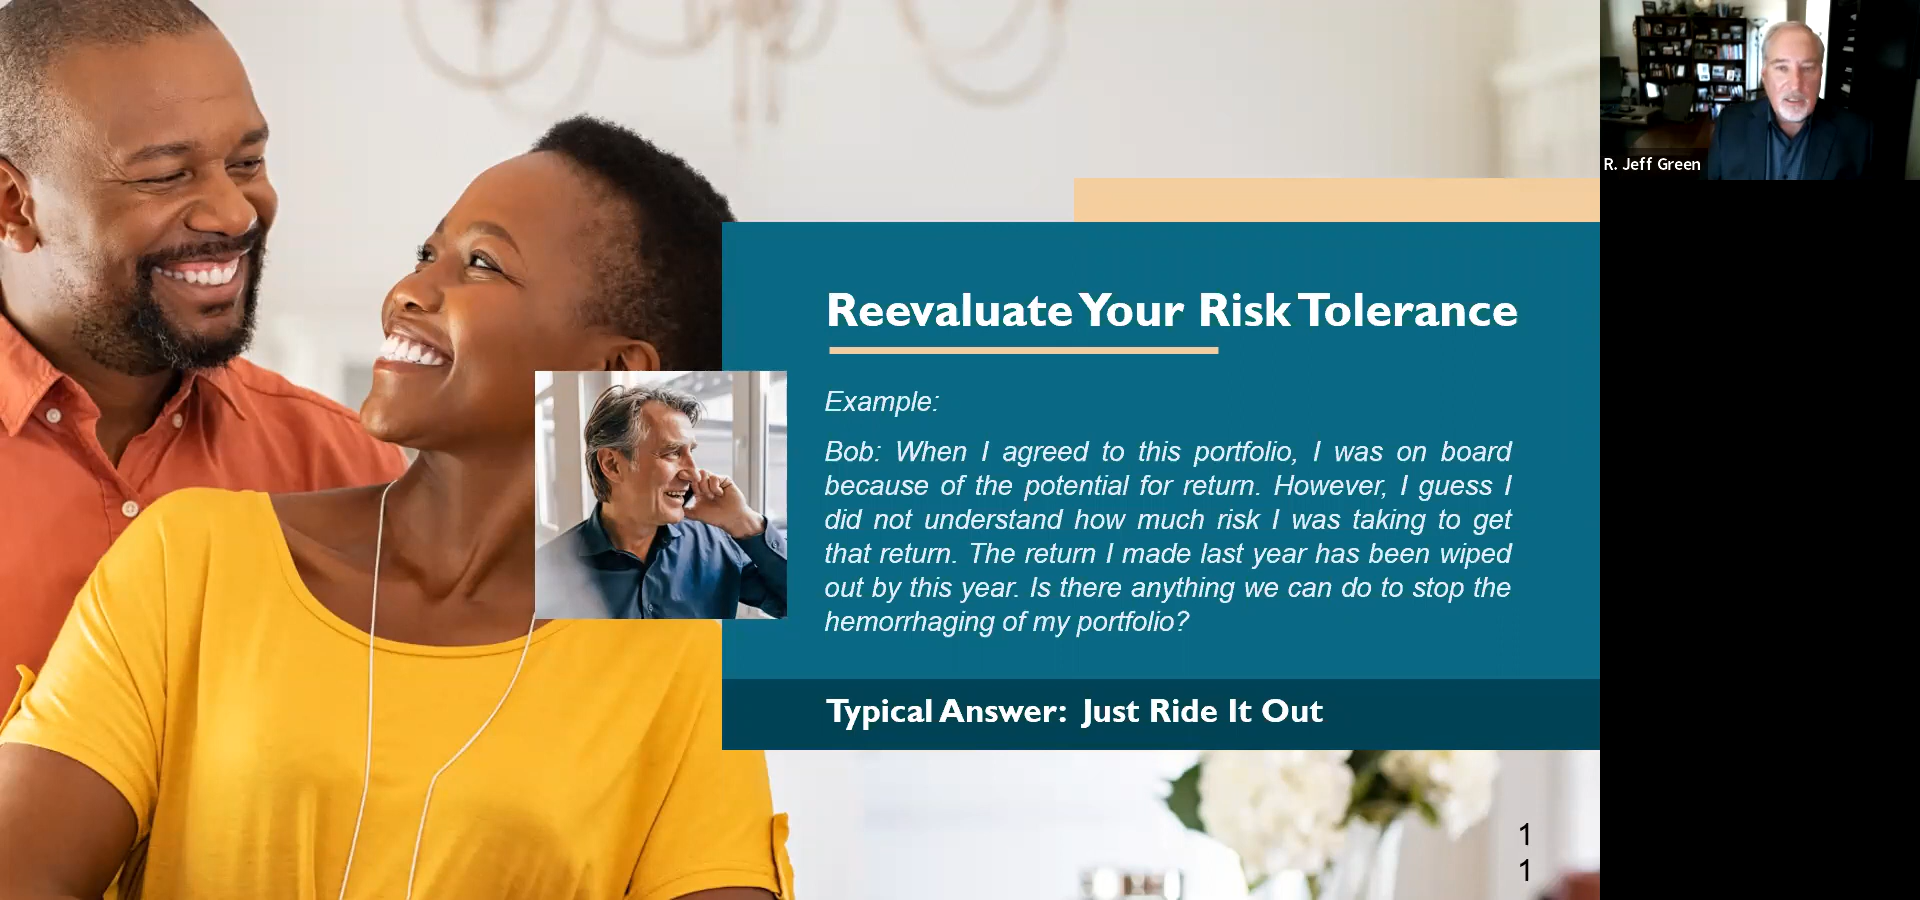 R. Jeff Green
Reevaluate Your Risk Tolerance
Example:
Bob: When I agreed to this portfolio, I was on board
because of the potential for return. However, I guess I
did not understand how much risk I was taking to get
that return. The return I made last year has been wiped
out by this year. Is there anything we can do to stop the
hemorrhaging of my portfolio?
Typical Answer: Just Ride It Out
1
1